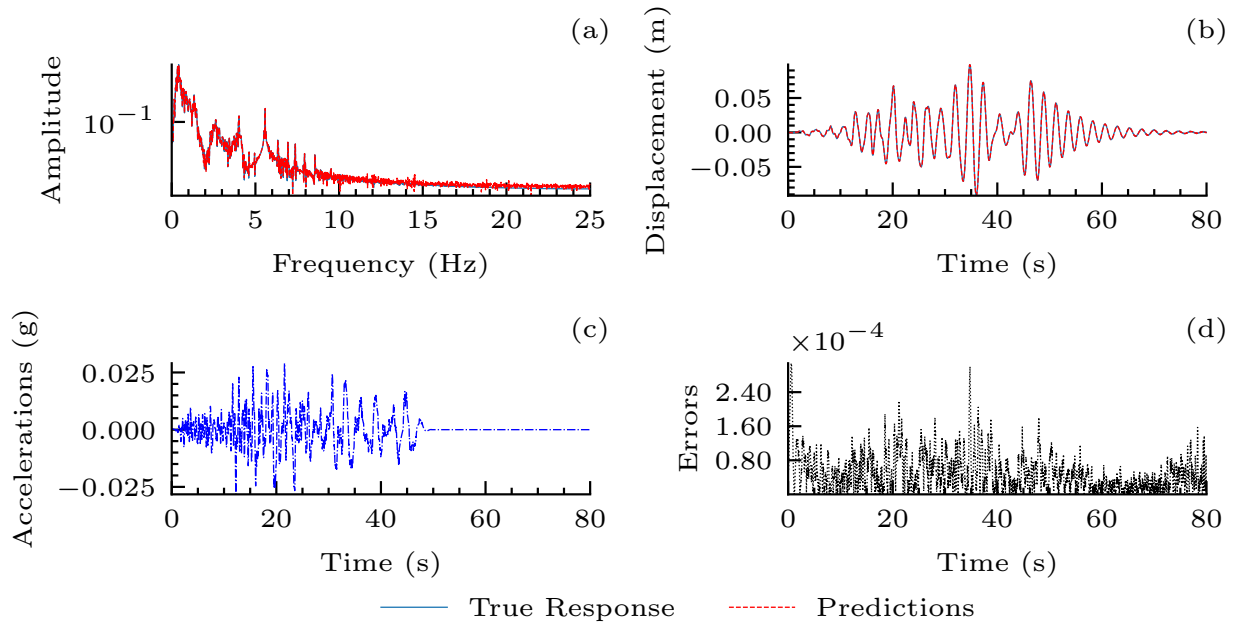 (a)
Amplitude
10⁻¹
0 5 10 15 20 25
Frequency (Hz)
(b)
Displacement (m)
0.05
0.00
−0.05
0 20 40 60 80
Time (s)
(c)
Accelerations (g)
0.025
0.000
−0.025
0 20 40 60 80
Time (s)
(d)
×10⁻⁴
Errors
2.40
1.60
0.80
0 20 40 60 80
Time (s)
True Response Predictions